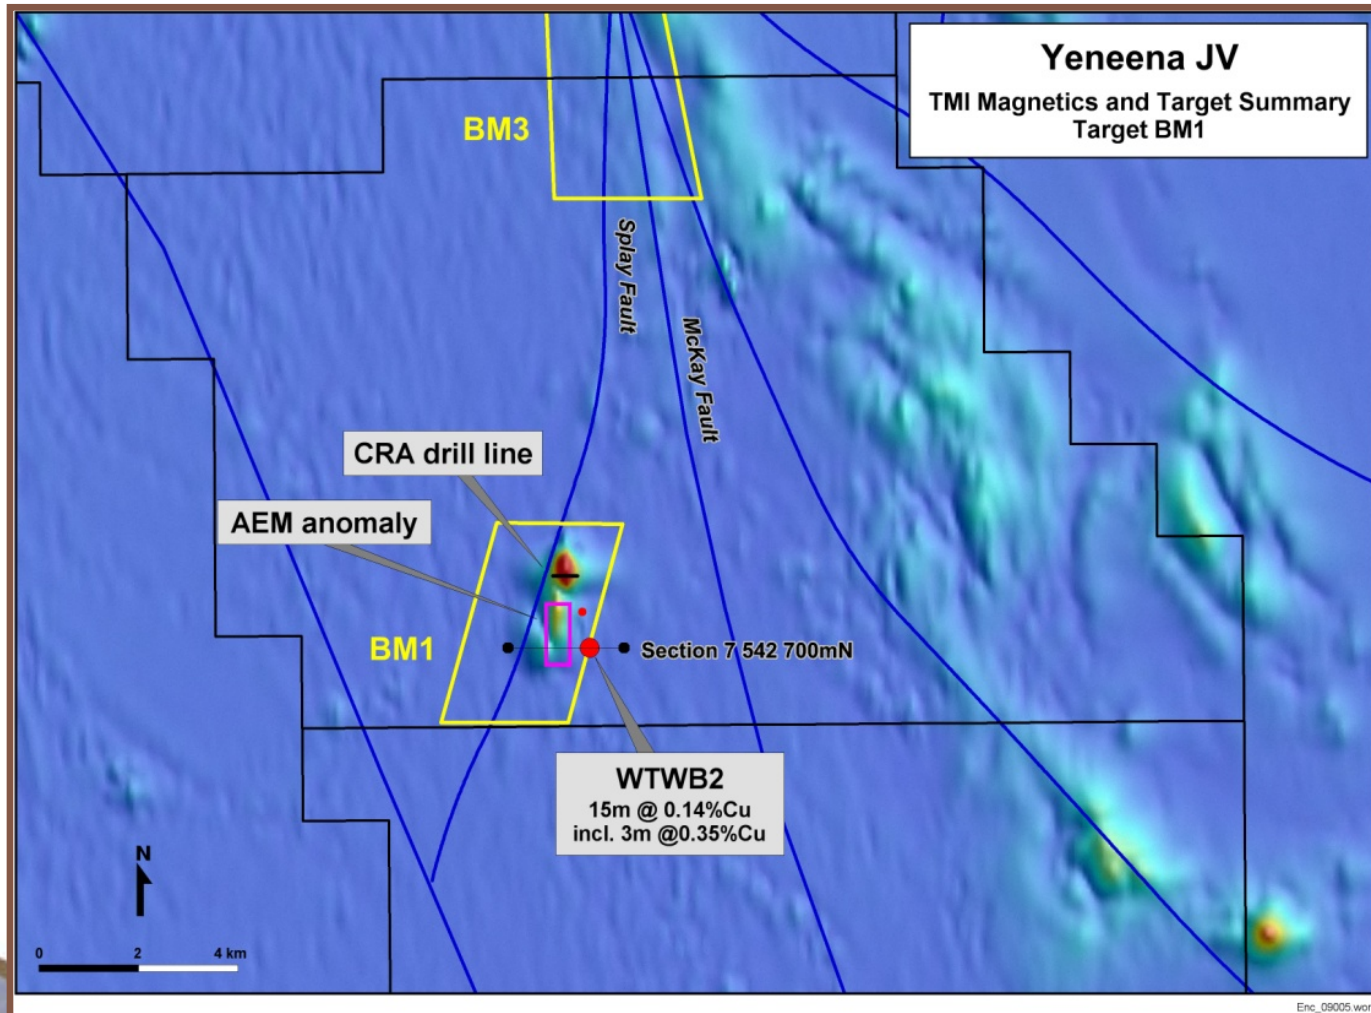 Yeneena JV
TMI Magnetics and Target Summary
Target BM1
BM3
Splay Fault
McKay Fault
CRA drill line
AEM anomaly
BM1
Section 7 542 700mN
WTWB2
15m @ 0.14%Cu
incl. 3m @0.35%Cu
N
0 2 4 km
Enc_09005.wor